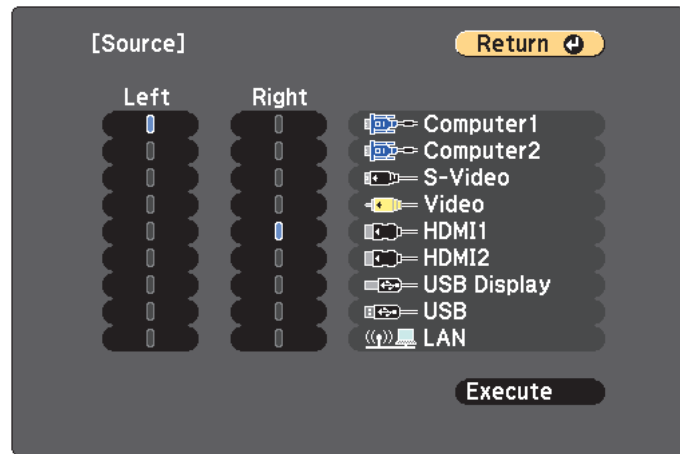 [Source]
Return
Left Right
Computer1
Computer2
S-Video
Video
HDMI1
HDMI2
USB Display
USB
LAN
Execute